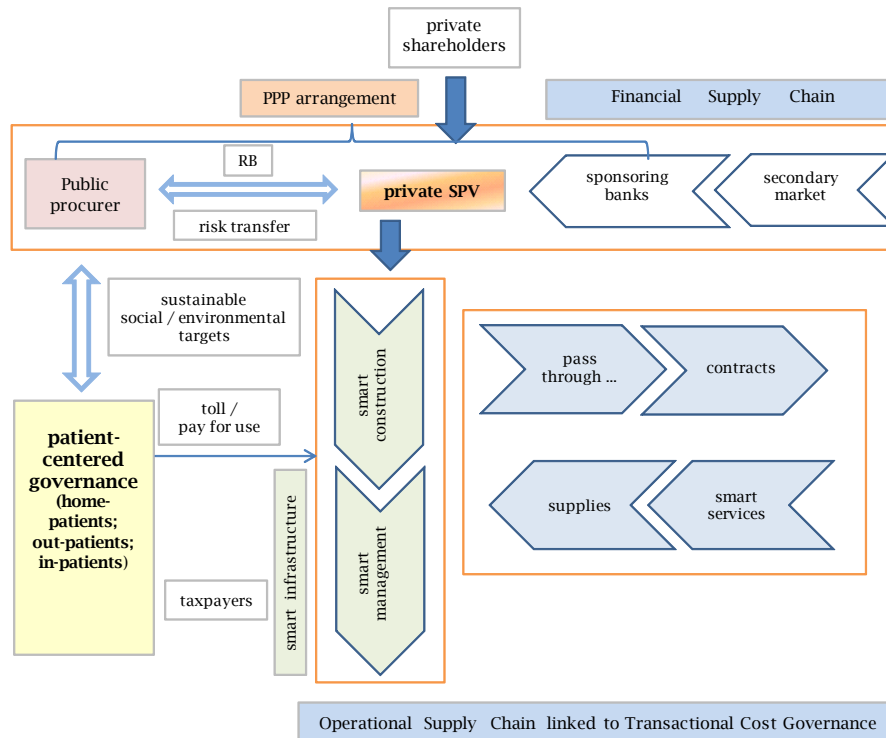 private
shareholders
PPP arrangement
Financial Supply Chain
RB
Public
procurer
private SPV
sponsoring
banks
secondary
market
risk transfer
sustainable
social / environmental
targets
pass
through ...
contracts
smart
construction
toll /
pay for use
patient-
centered
governance
(home-
patients;
out-patients;
in-patients)
supplies
smart
services
smart
management
smart infrastructure
taxpayers
Operational Supply Chain linked to Transactional Cost Governance